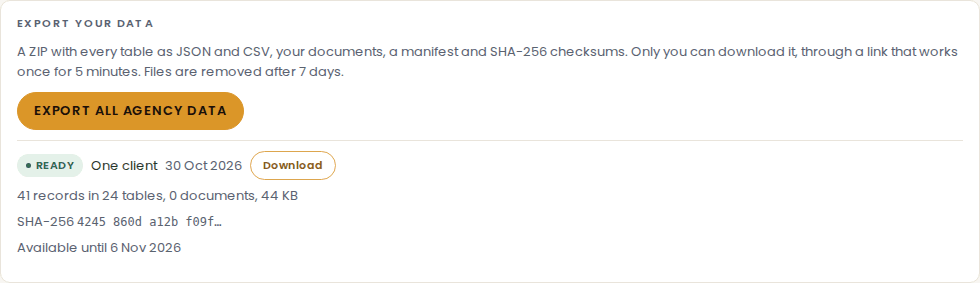 EXPORT YOUR DATA
A ZIP with every table as JSON and CSV, your documents, a manifest and SHA-256 checksums. Only you can download it, through a link that works
once for 5 minutes. Files are removed after 7 days.
EXPORT ALL AGENCY DATA
READY One client 30 Oct 2026 Download
41 records in 24 tables, 0 documents, 44 KB
SHA-256 4245 860d a12b f09f…
Available until 6 Nov 2026